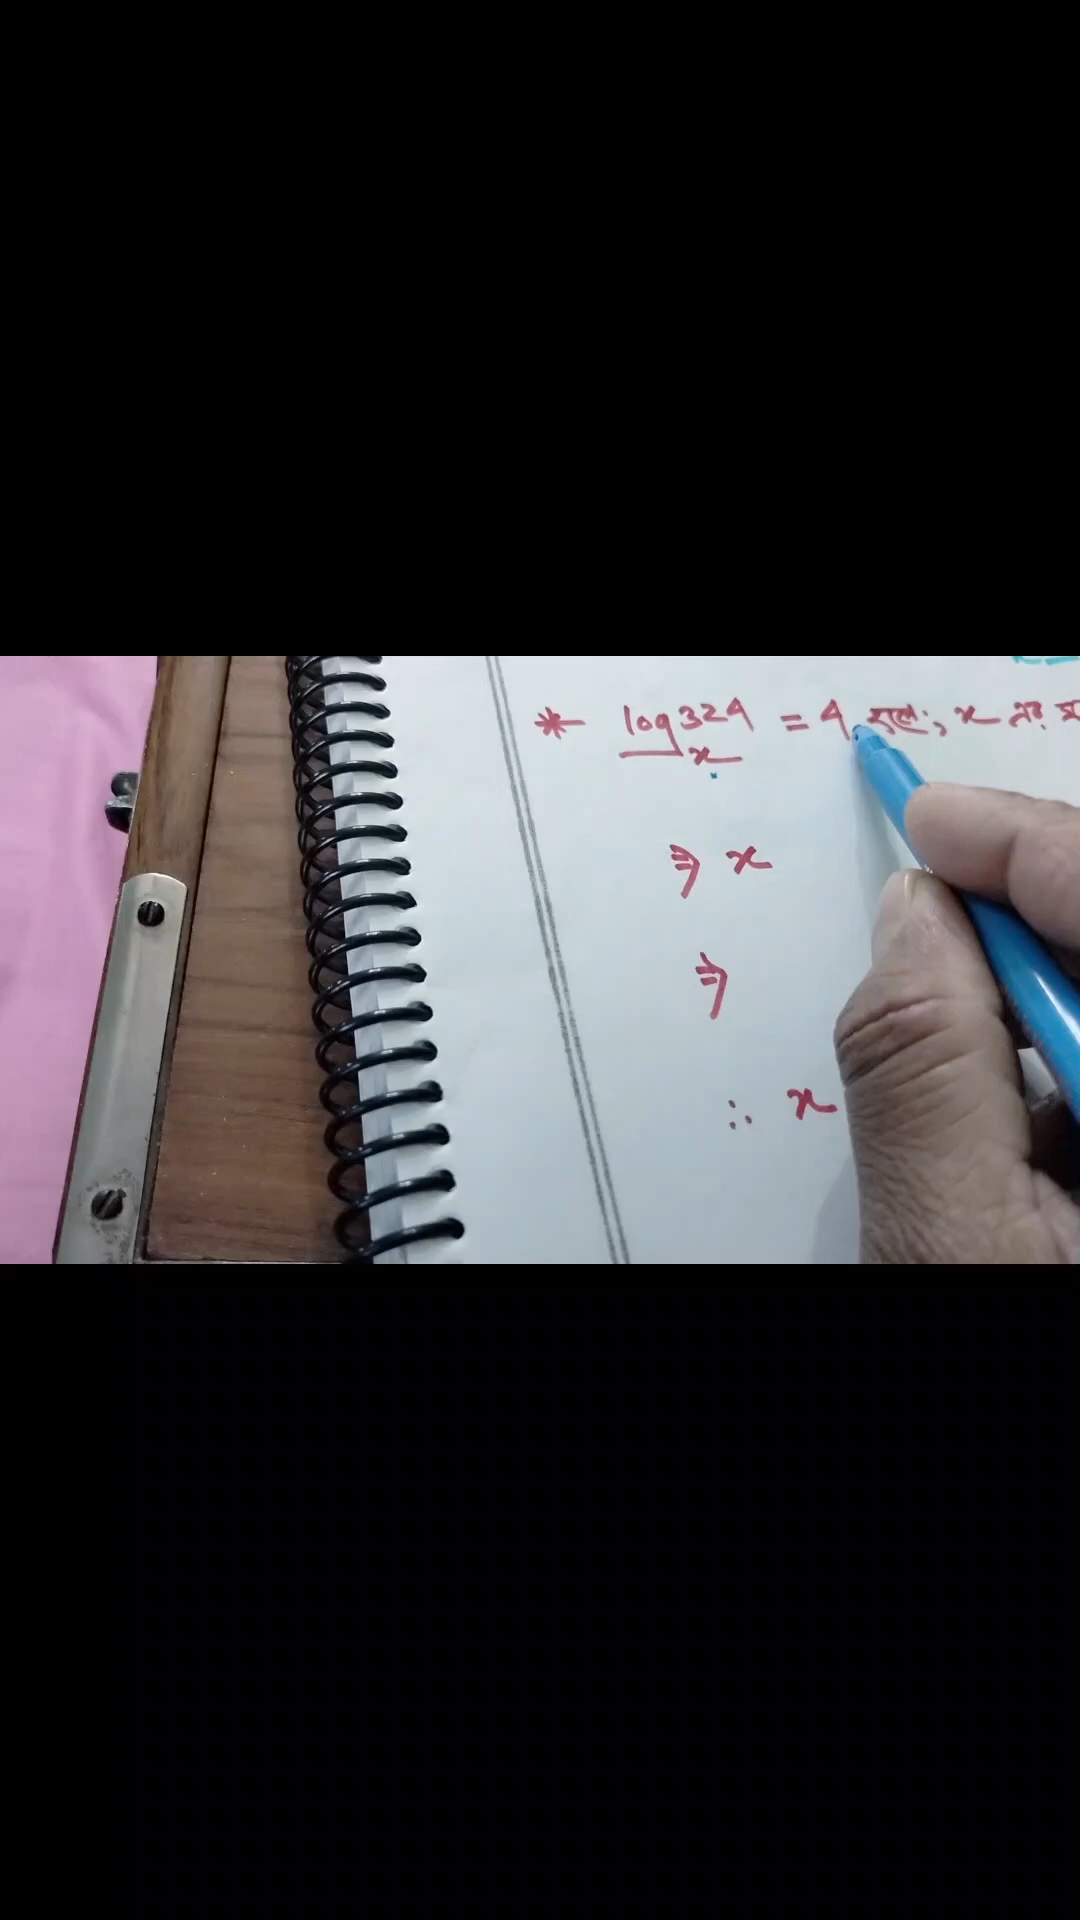 * log324 = 4 হলে, x এর
x
⇒ x
⇒
∴ x